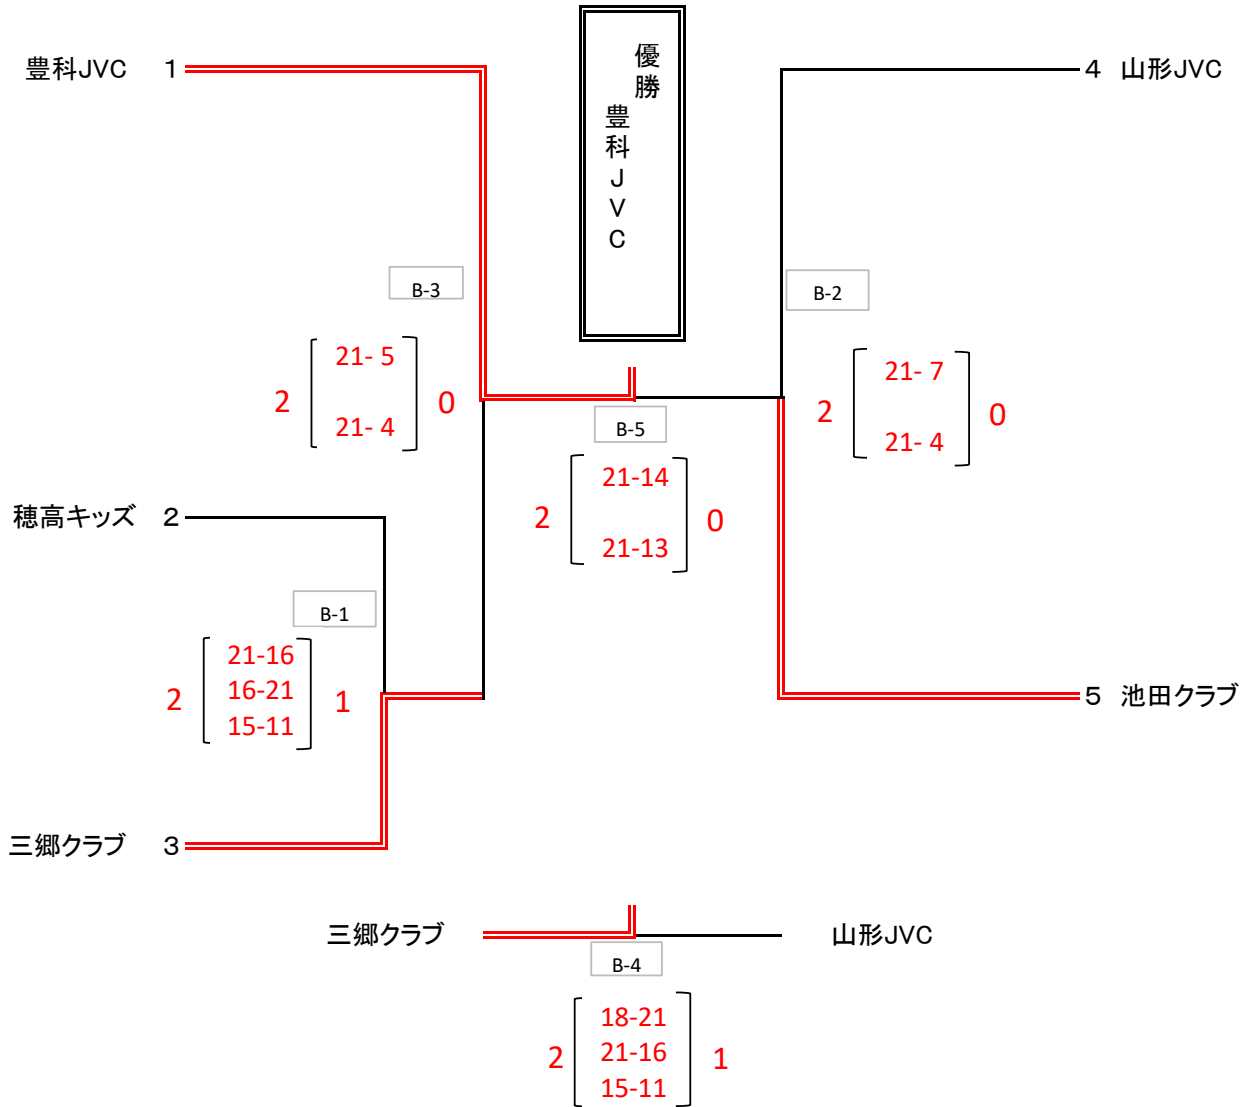 優勝
豊科JVC
豊科JVC 1
4 山形JVC
B-3
B-2
21- 5
2 0
21- 4
21- 7
2 0
21- 4
B-5
21-14
2 0
21-13
穂高キッズ 2
B-1
21-16
2 16-21 1
15-11
5 池田クラブ
三郷クラブ 3
三郷クラブ 山形JVC
B-4
18-21
2 21-16 1
15-11